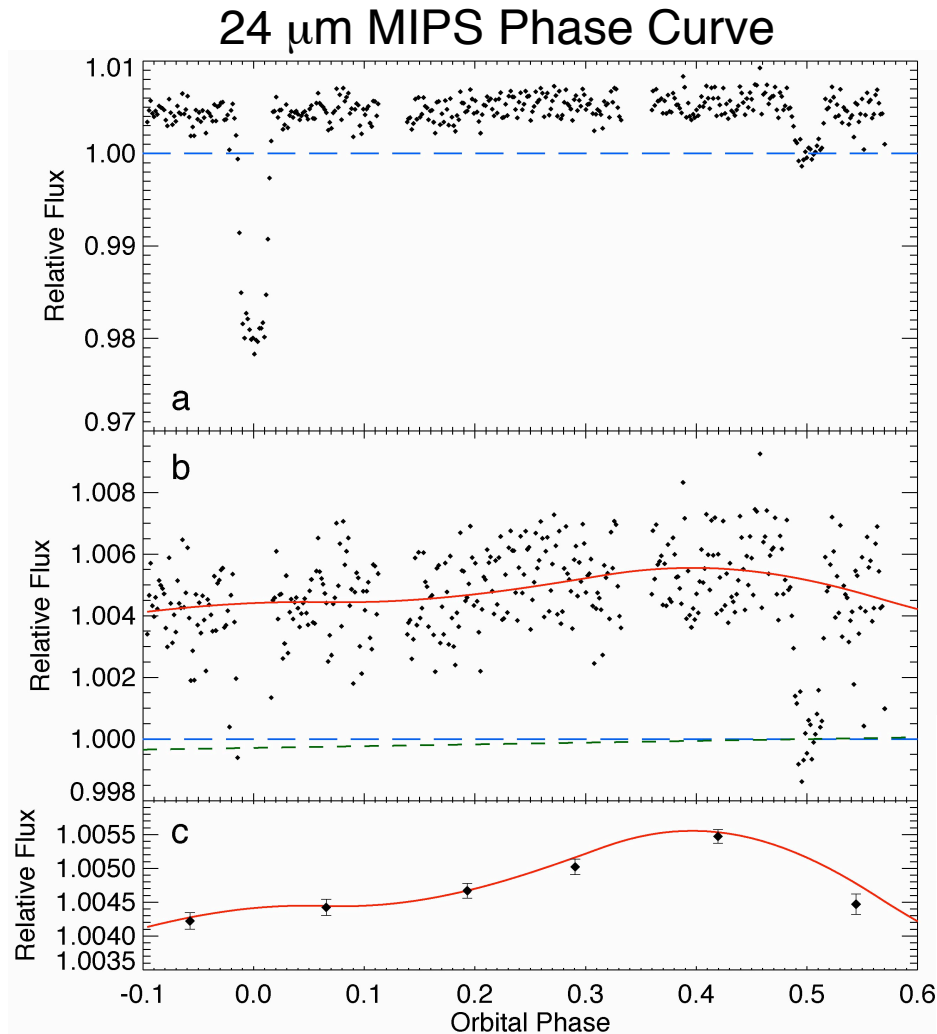 24 μm MIPS Phase Curve
1.01
1.00
0.99
0.98
0.97
Relative Flux
a
1.008
1.006
1.004
1.002
1.000
0.998
Relative Flux
b
1.0055
1.0050
1.0045
1.0040
1.0035
Relative Flux
c
-0.1 0.0 0.1 0.2 0.3 0.4 0.5 0.6
Orbital Phase